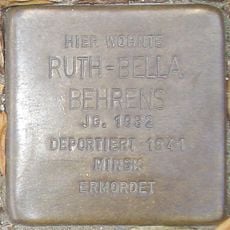 HIER WOHNTE
RUTH-BELLA
BEHRENS
JG. 1932
DEPORTIERT 1941
MINSK
ERMORDET